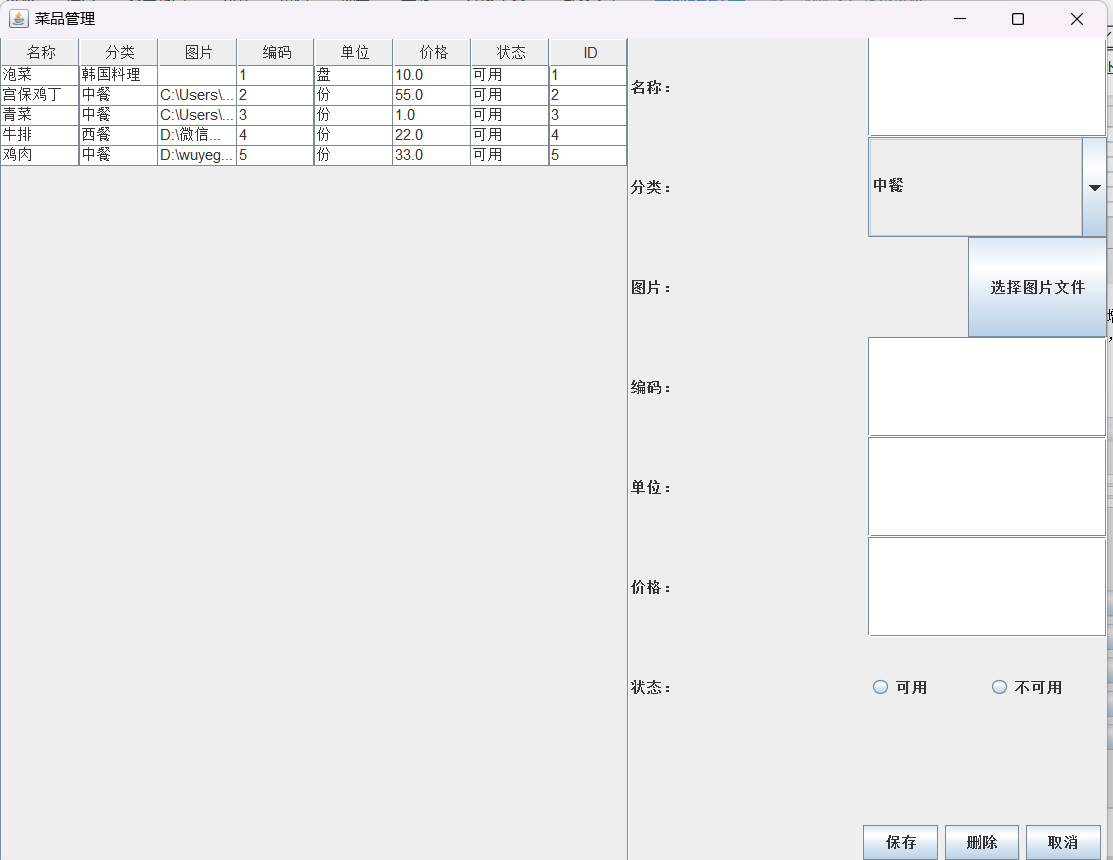 菜品管理
名称 分类 图片 编码 单位 价格 状态 ID
泡菜 韩国料理 1 盘 10.0 可用 1
宫保鸡丁 中餐 C:\Users\... 2 份 55.0 可用 2
青菜 中餐 C:\Users\... 3 份 1.0 可用 3
牛排 西餐 D:\微信... 4 份 22.0 可用 4
鸡肉 中餐 D:\wuyeg... 5 份 33.0 可用 5
名称：
分类： 中餐
图片： 选择图片文件
编码：
单位：
价格：
状态： 可用 不可用
保存 删除 取消